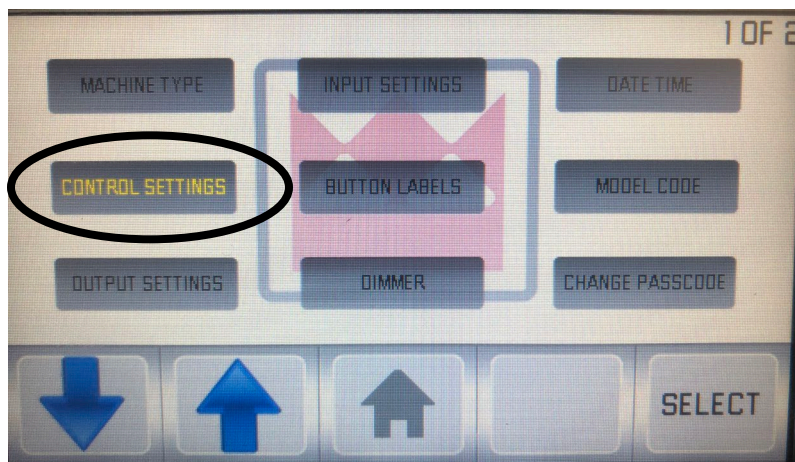 1 OF 2
MACHINE TYPE
INPUT SETTINGS
DATE TIME
CONTROL SETTINGS
BUTTON LABELS
MODEL CODE
OUTPUT SETTINGS
DIMMER
CHANGE PASSCODE
SELECT